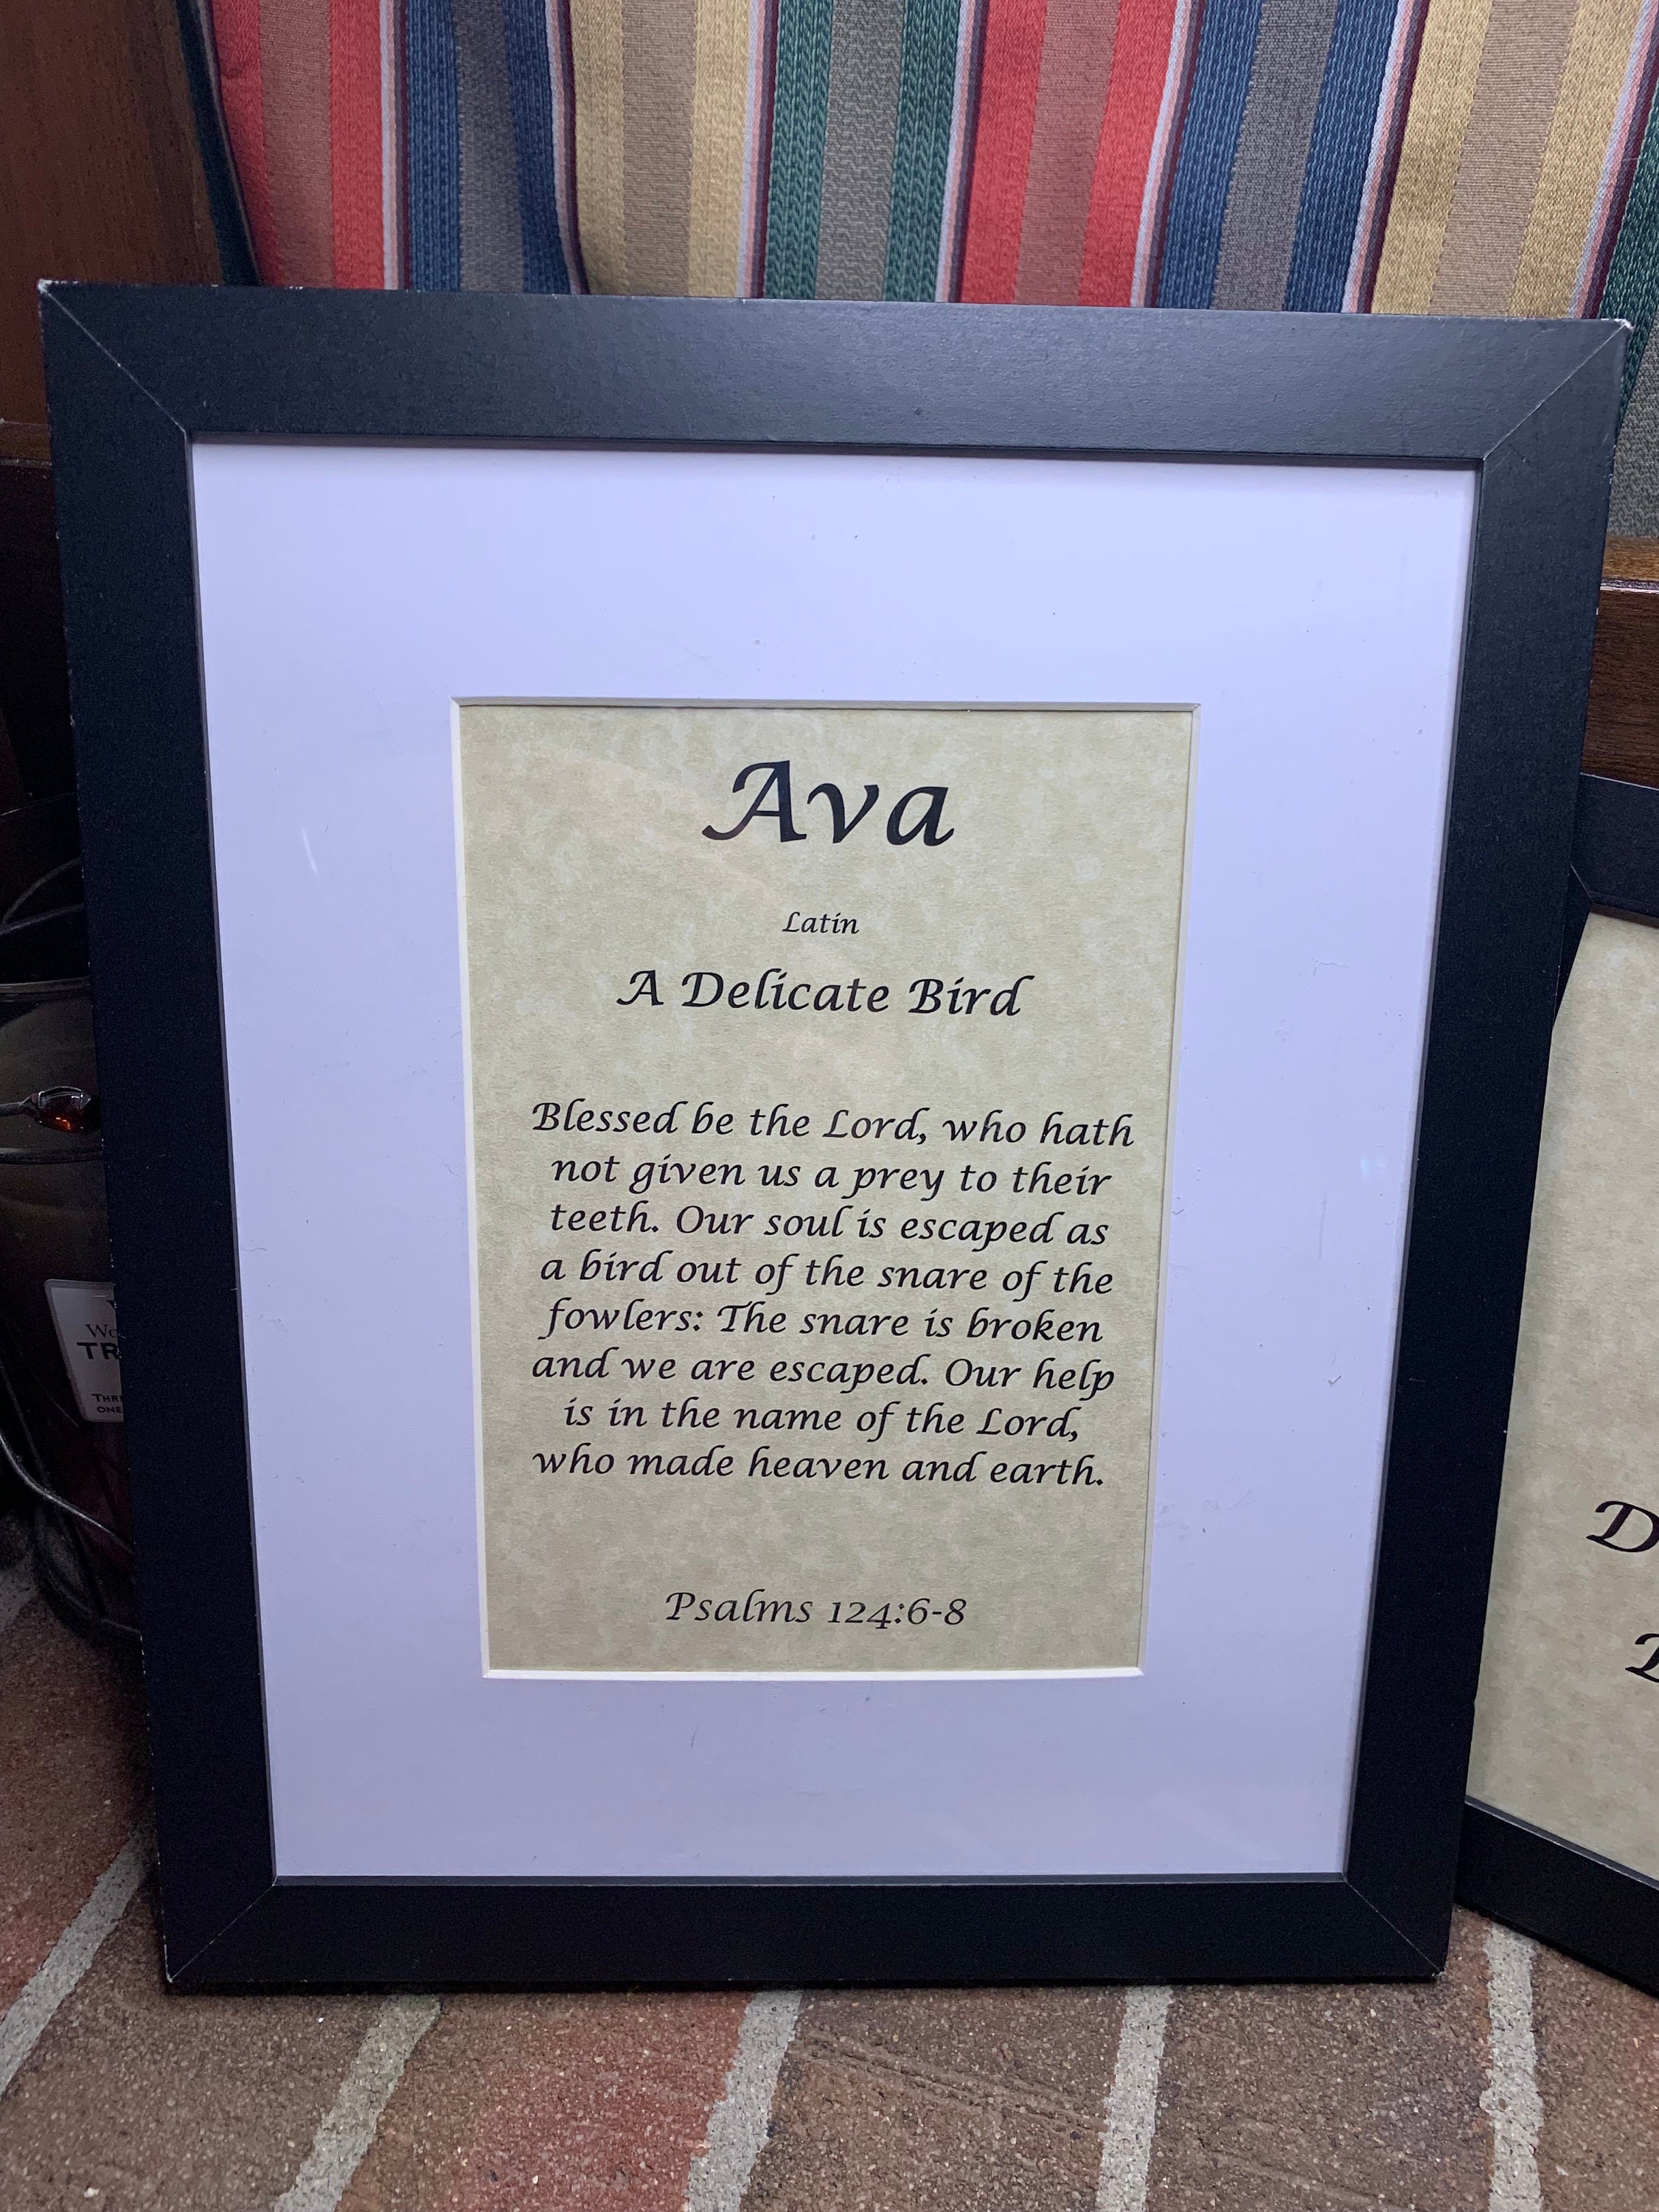 Ava
Latin
A Delicate Bird
Blessed be the Lord, who hath
not given us a prey to their
teeth. Our soul is escaped as
a bird out of the snare of the
fowlers: The snare is broken
and we are escaped. Our help
is in the name of the Lord,
who made heaven and earth.
Psalms 124:6-8